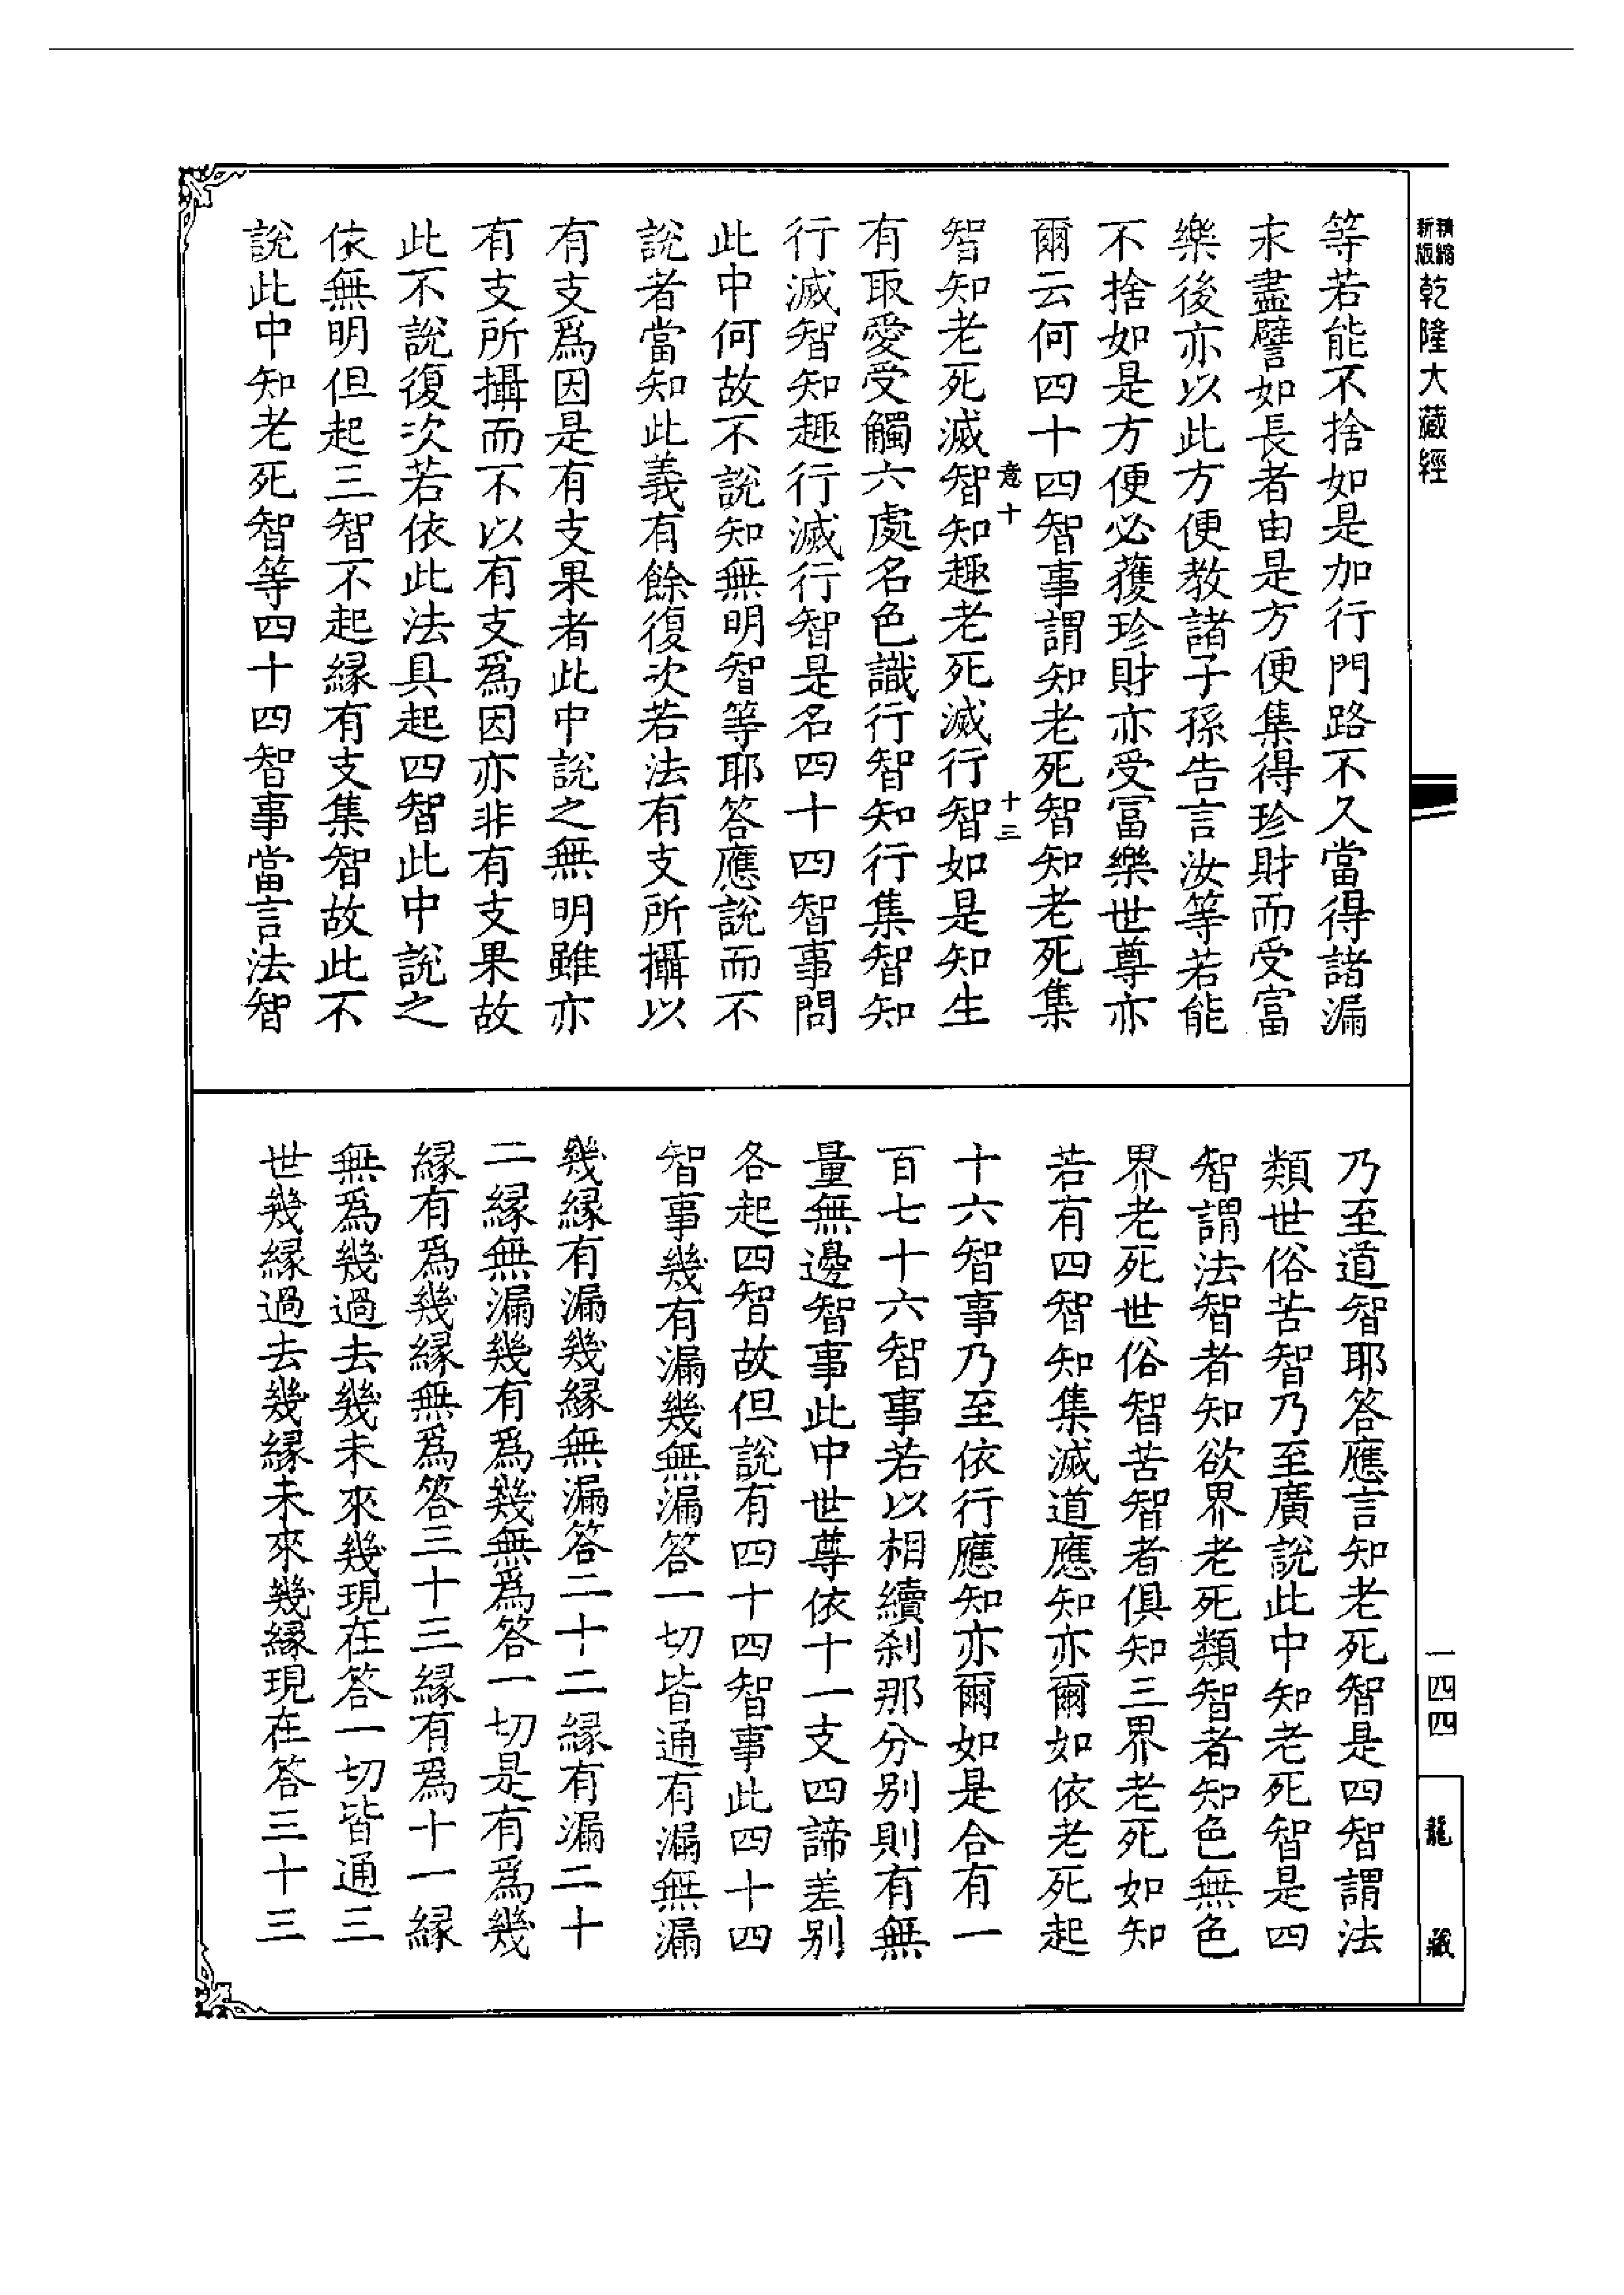 精縮新版乾隆大藏經
等若能不捨如是加行門路不久當得諸漏
永盡譬如長者由是方便集得珍財而受富
樂後亦以此方便教諸子孫告言汝等若能
不捨如是方便必獲珍財亦受冨樂世尊亦
爾云何四十四智事謂知老死智知老死集
意十 十三
智知老死滅智知趣老死滅行智如是知生
有取愛受觸六處名色識行智知行集智知
行滅智知趣行滅行智是名四十四智事問
此中何故不說知無明智等耶答應說而不
說者當知此義有餘復次若法有支所攝以
有支爲因是有支果者此中說之無明雖亦
有支所攝而不以有支爲因亦非有支果故
此不說復次若依此法具起四智此中說之
依無明但起三智不起緣有支集智故此不
說此中知老死智等四十四智事當言法智
乃至道智耶答應言知老死智是四智謂法
類世俗苦智乃至廣說此中知老死智是四
智謂法智者知欲界老死類智者知色無色
界老死世俗智苦智者俱知三界老死如知
若有四智知集滅道應知亦爾如依老死起
十六智事乃至依行應知亦爾如是合有一
百七十六智事若以相續刹那分別則有無
量無邊智事此中世尊依十一支四諦差別
各起四智故但說有四十四智事此四十四
智事幾有漏幾無漏答一切皆通有漏無漏
幾緣有漏幾緣無漏答二十二緣有漏二十
二緣無漏幾有爲幾無爲答一切是有爲幾
緣有爲幾緣無爲答三十三緣有爲十一緣
無爲幾過去幾未來幾現在答一切皆通三
世幾緣過去幾緣未來幾緣現在答三十三
一四四
龍藏